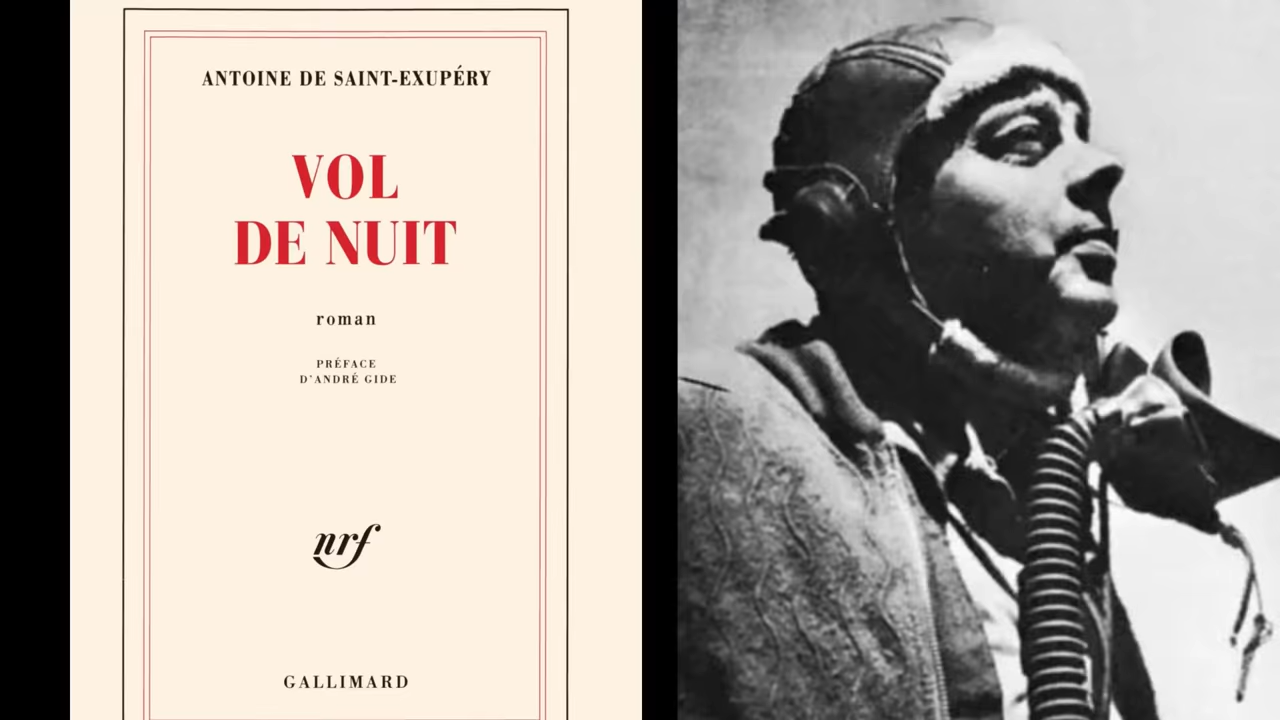 ANTOINE DE SAINT-EXUPÉRY
VOL
DE NUIT
roman
PRÉFACE
D'ANDRÉ GIDE
nrf
GALLIMARD